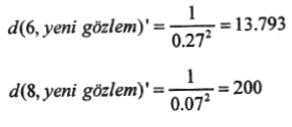 d(6, yeni gözlem)' = 1/0.27² = 13.793
d(8, yeni gözlem)' = 1/0.07² = 200